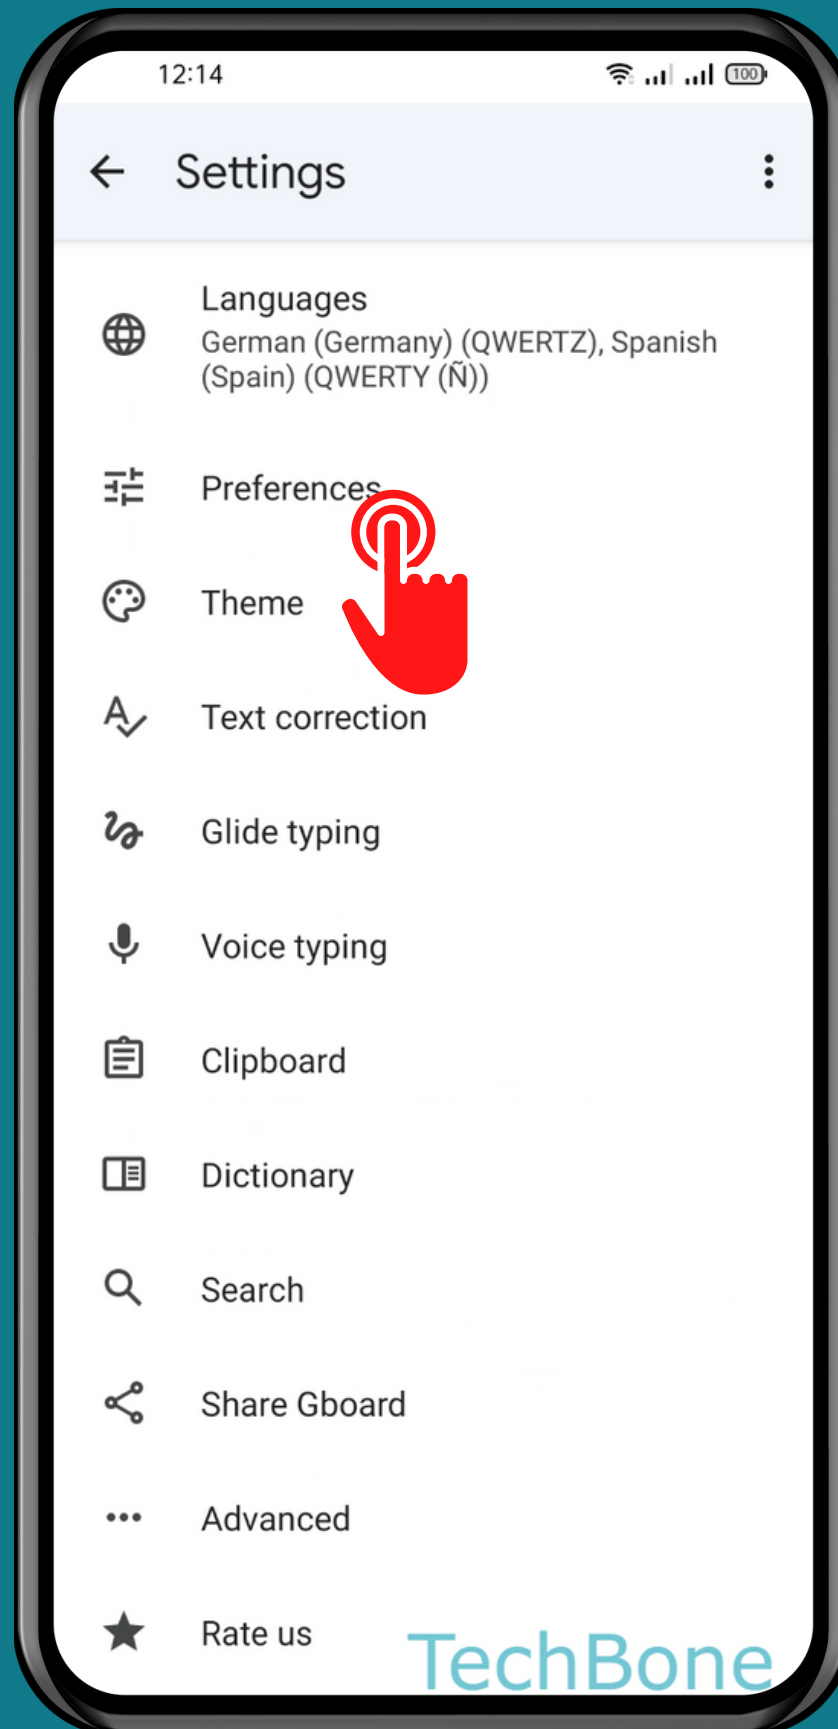 12:14
100
Settings
Languages
German (Germany) (QWERTZ), Spanish
(Spain) (QWERTY (Ñ))
Preferences
Theme
Text correction
Glide typing
Voice typing
Clipboard
Dictionary
Search
Share Gboard
Advanced
Rate us
TechBone